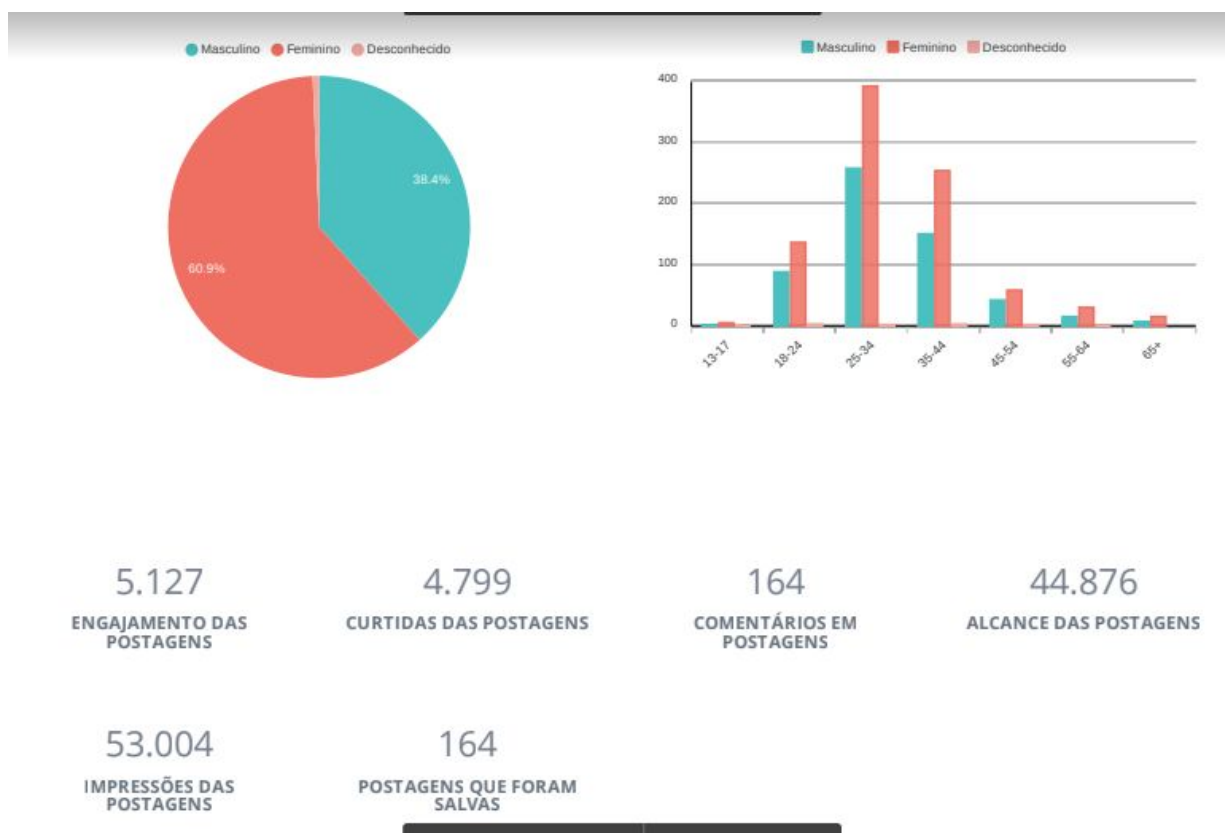 Masculino Feminino Desconhecido
38.4%
60.9%
Masculino Feminino Desconhecido
400
300
200
100
0
13-17
18-24
25-34
35-44
45-54
55-64
65+
5.127
ENGAJAMENTO DAS
POSTAGENS
4.799
CURTIDAS DAS POSTAGENS
164
COMENTÁRIOS EM
POSTAGENS
44.876
ALCANCE DAS POSTAGENS
53.004
IMPRESSÕES DAS
POSTAGENS
164
POSTAGENS QUE FORAM
SALVAS